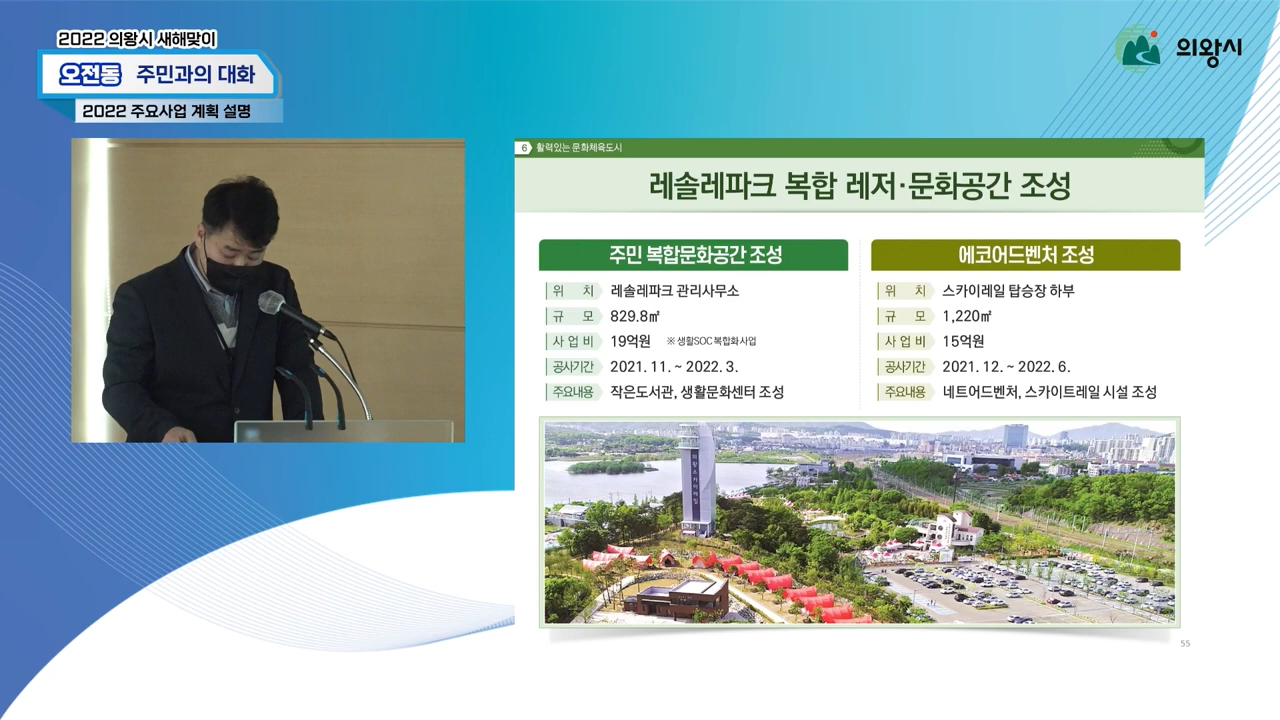 2022 의왕시 새해맞이
오전동 주민과의 대화
2022 주요사업 계획 설명
의왕시
6 활력있는 문화체육도시
레솔레파크 복합 레저·문화공간 조성
주민 복합문화공간 조성
위 치 레솔레파크 관리사무소
규 모 829.8㎡
사 업 비 19억원 ※ 생활SOC 복합화 사업
공사기간 2021. 11. ~ 2022. 3.
주요내용 작은도서관, 생활문화센터 조성
에코어드벤처 조성
위 치 스카이레일 탑승장 하부
규 모 1,220㎡
사 업 비 15억원
공사기간 2021. 12. ~ 2022. 6.
주요내용 네트어드벤처, 스카이트레일 시설 조성
의왕스카이레일
55